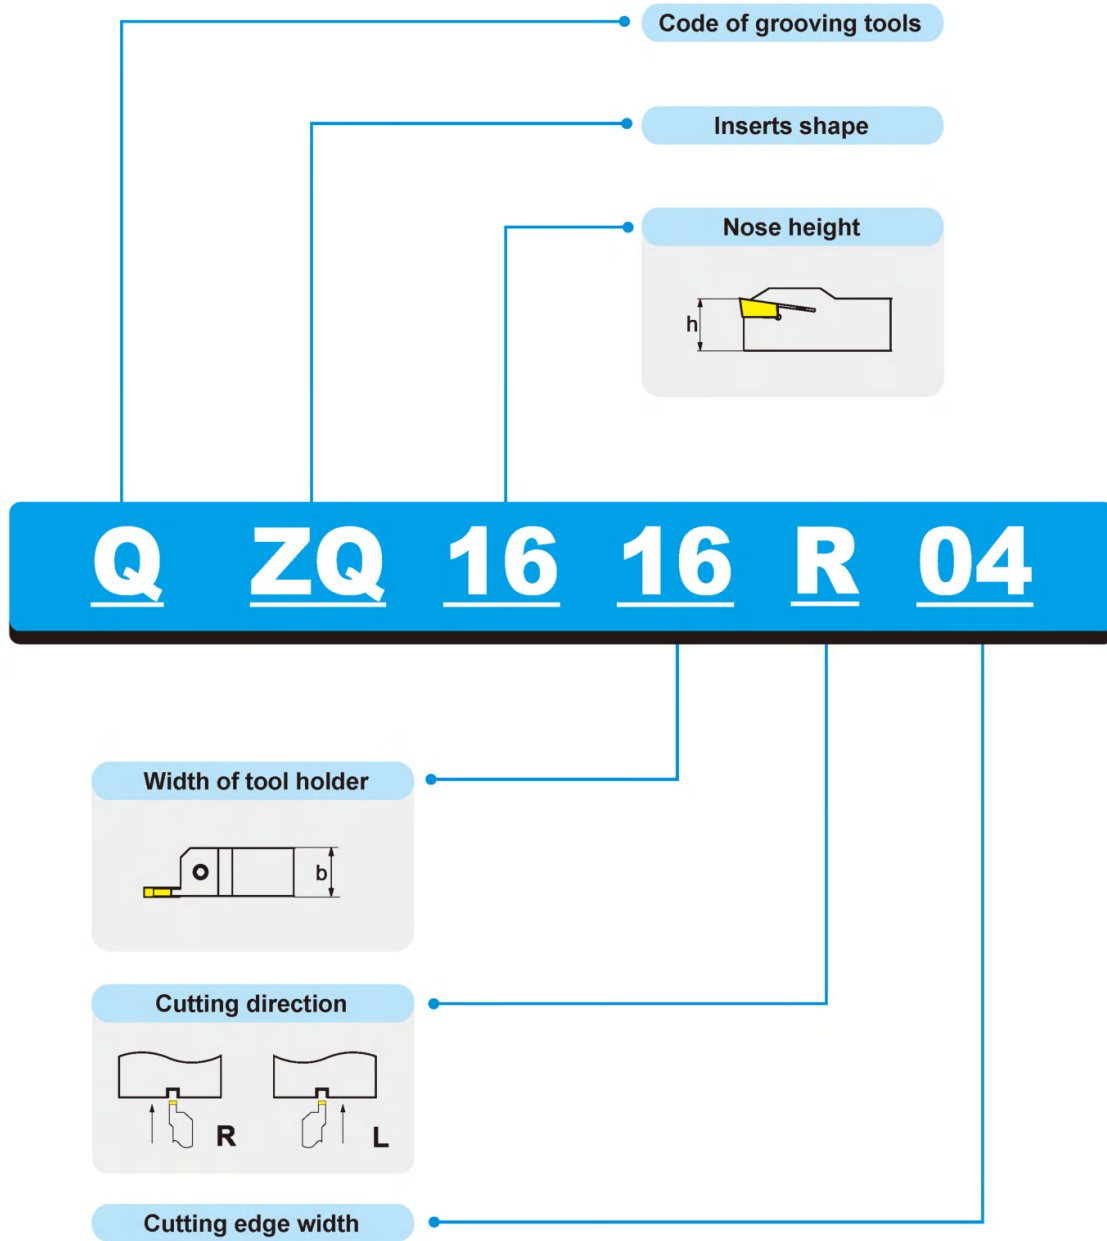 Code of grooving tools
Inserts shape
Nose height
h
Q ZQ 16 16 R 04
Width of tool holder
b
Cutting direction
R L
Cutting edge width